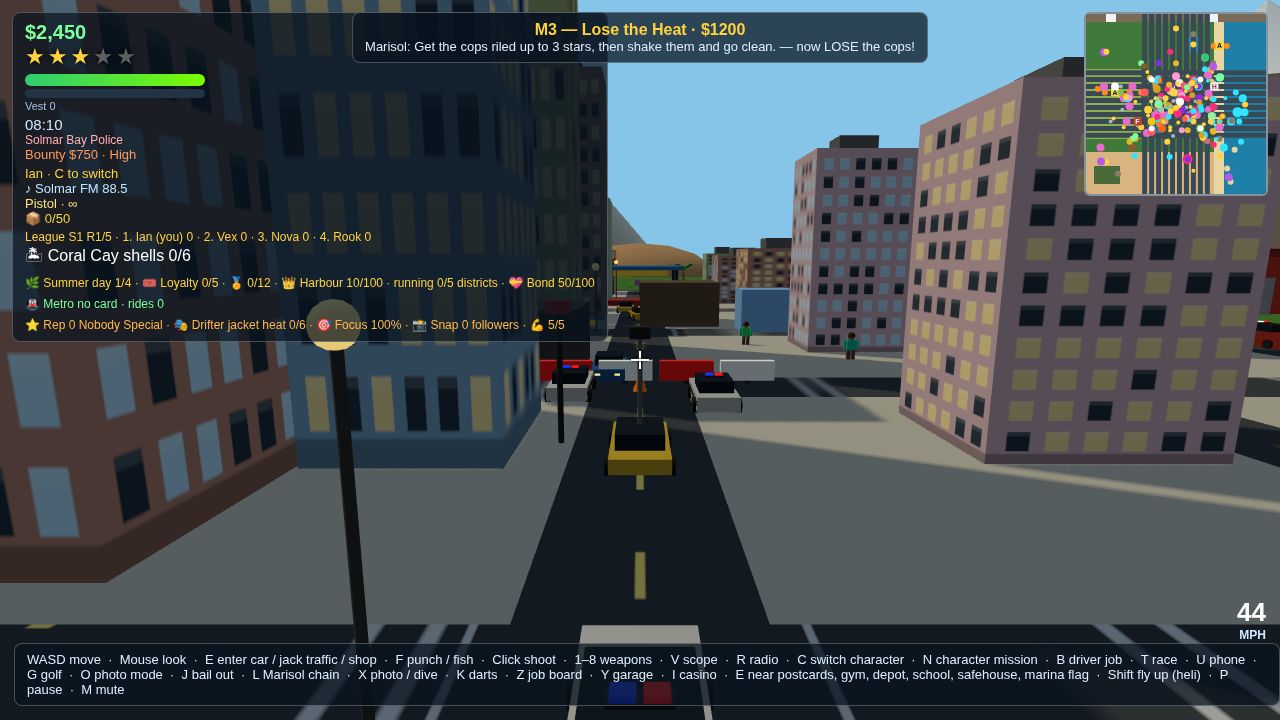 $2,450
M3 — Lose the Heat · $1200
Marisol: Get the cops riled up to 3 stars, then shake them and go clean. — now LOSE the cops!
Vest 0
08:10
Solmar Bay Police
Bounty $750 · High
Ian · C to switch
♪ Solmar FM 88.5
Pistol · ∞
📦 0/50
League S1 R1/5 · 1. Ian (you) 0 · 2. Vex 0 · 3. Nova 0 · 4. Rook 0
🏝 Coral Cay shells 0/6
🌿 Summer day 1/4 · 🎟 Loyalty 0/5 · 🏅 0/12 · 👑 Harbour 10/100 · running 0/5 districts · 💝 Bond 50/100
🚇 Metro no card · rides 0
⭐ Rep 0 Nobody Special · 🎭 Drifter jacket heat 0/6 · 🎯 Focus 100% · 📸 Snap 0 followers · 💪 5/5
A
H
A
F
44
MPH
WASD move · Mouse look · E enter car / jack traffic / shop · F punch / fish · Click shoot · 1–8 weapons · V scope · R radio · C switch character · N character mission · B driver job · T race · U phone ·
G golf · O photo mode · J bail out · L Marisol chain · X photo / dive · K darts · Z job board · Y garage · I casino · E near postcards, gym, depot, school, safehouse, marina flag · Shift fly up (heli) · P
pause · M mute